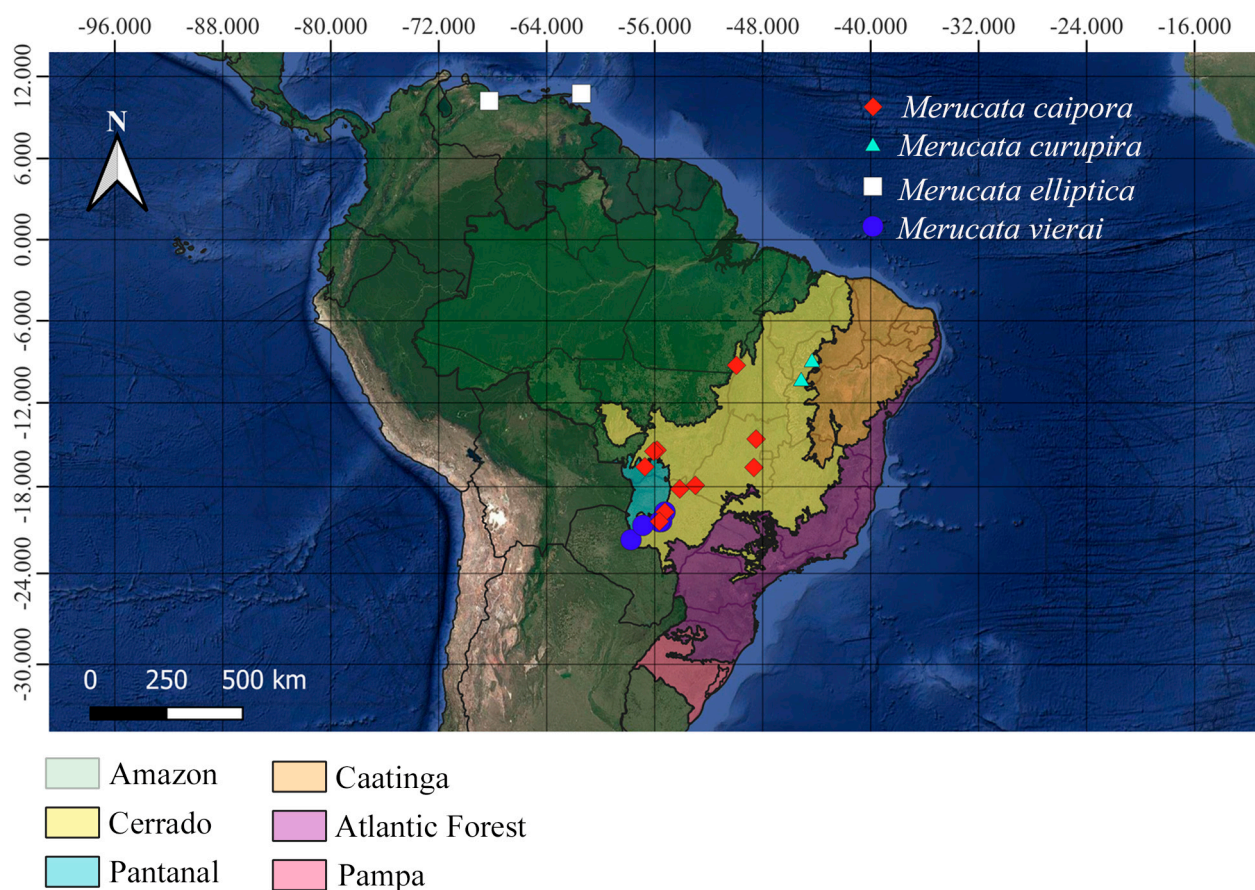 -96.000 -88.000 -80.000 -72.000 -64.000 -56.000 -48.000 -40.000 -32.000 -24.000 -16.000
12.000
6.000
0.000
-6.000
-12.000
-18.000
-24.000
-30.000
N
Merucata caipora
Merucata curupira
Merucata elliptica
Merucata vierai
0 250 500 km
Amazon
Cerrado
Pantanal
Caatinga
Atlantic Forest
Pampa